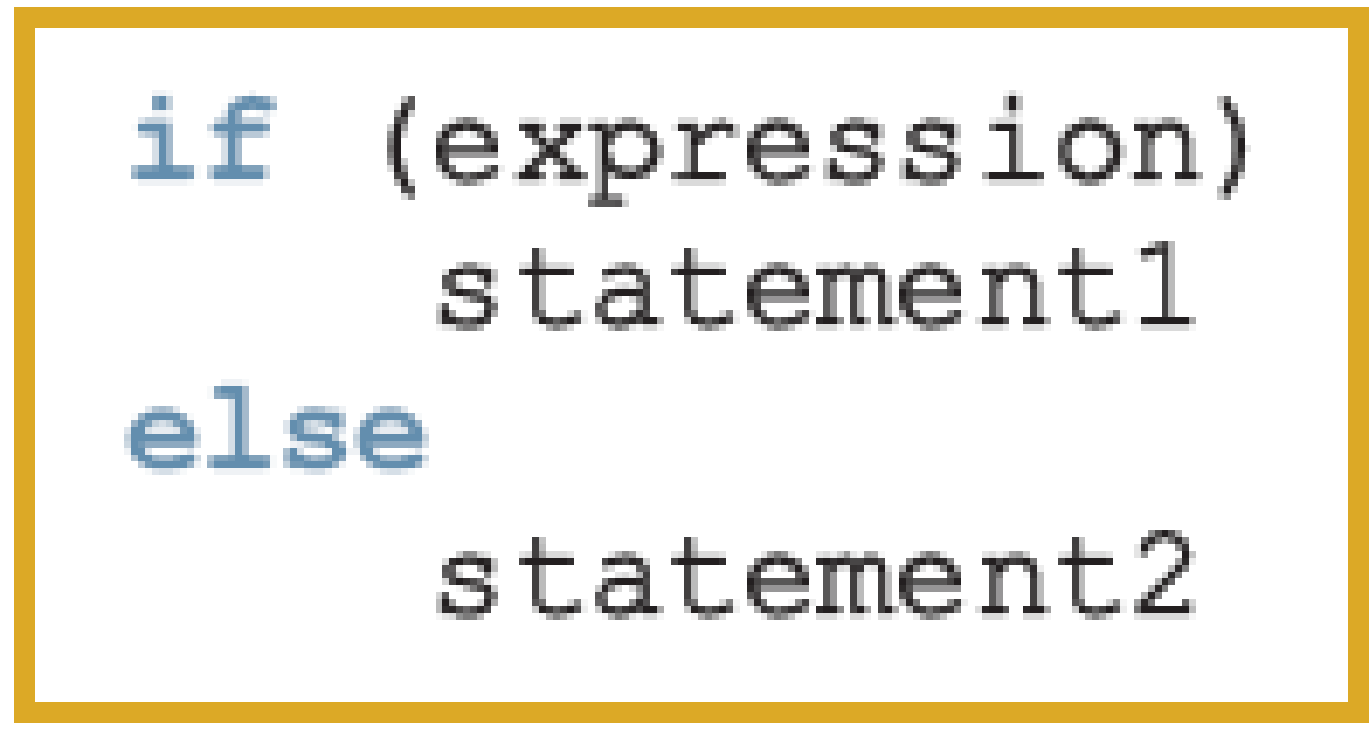 if (expression)
statement1
else
statement2